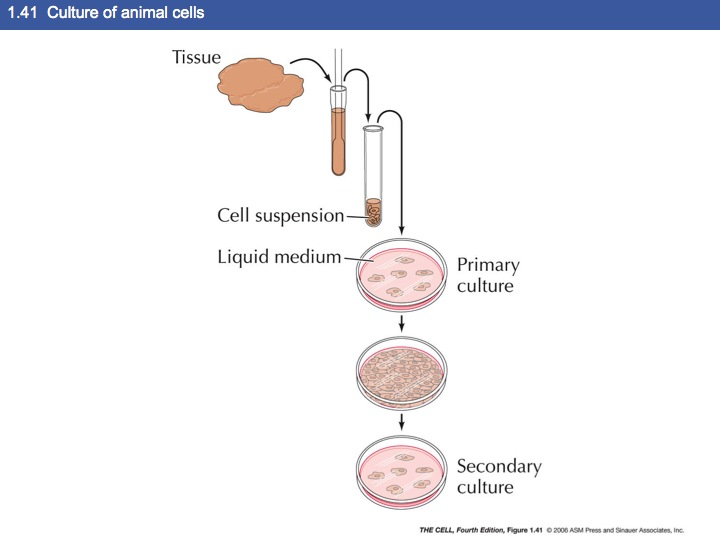 1.41 Culture of animal cells
Tissue
Cell suspension
Liquid medium
Primary
culture
Secondary
culture
THE CELL, Fourth Edition, Figure 1.41 © 2006 ASM Press and Sinauer Associates, Inc.